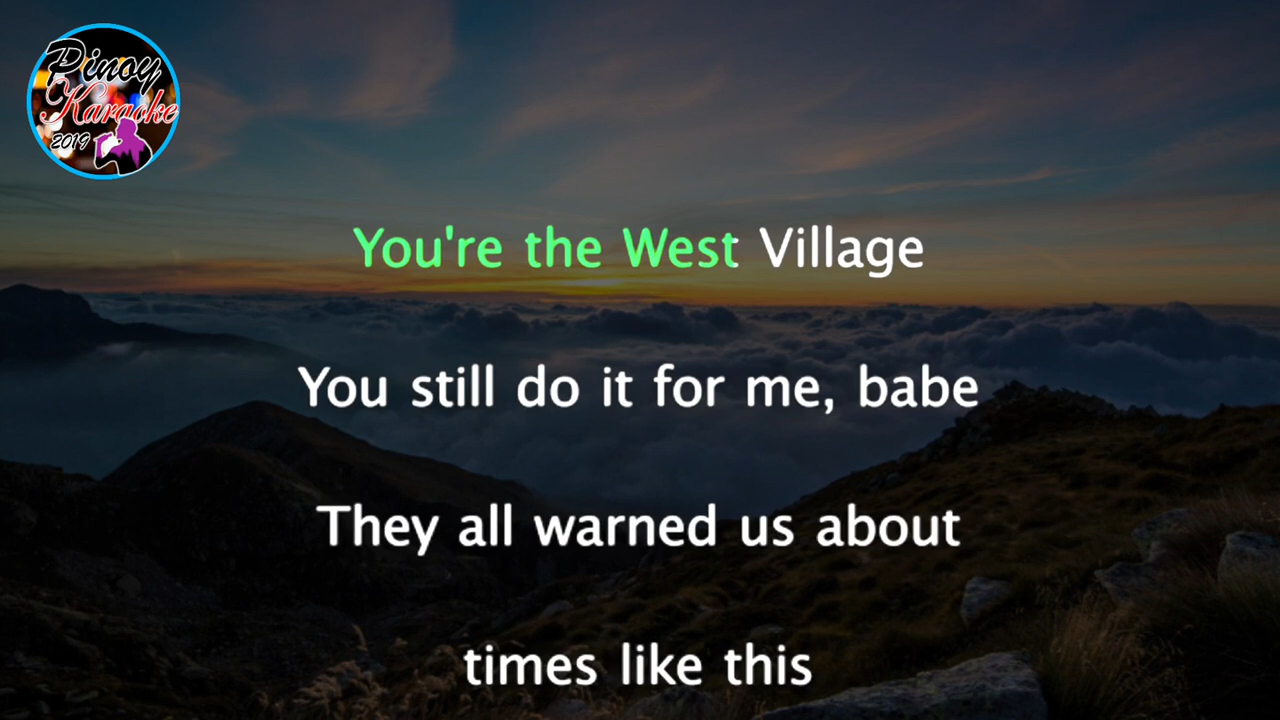 Pinoy
Karaoke
2019
You're the West Village
You still do it for me, babe
They all warned us about
times like this